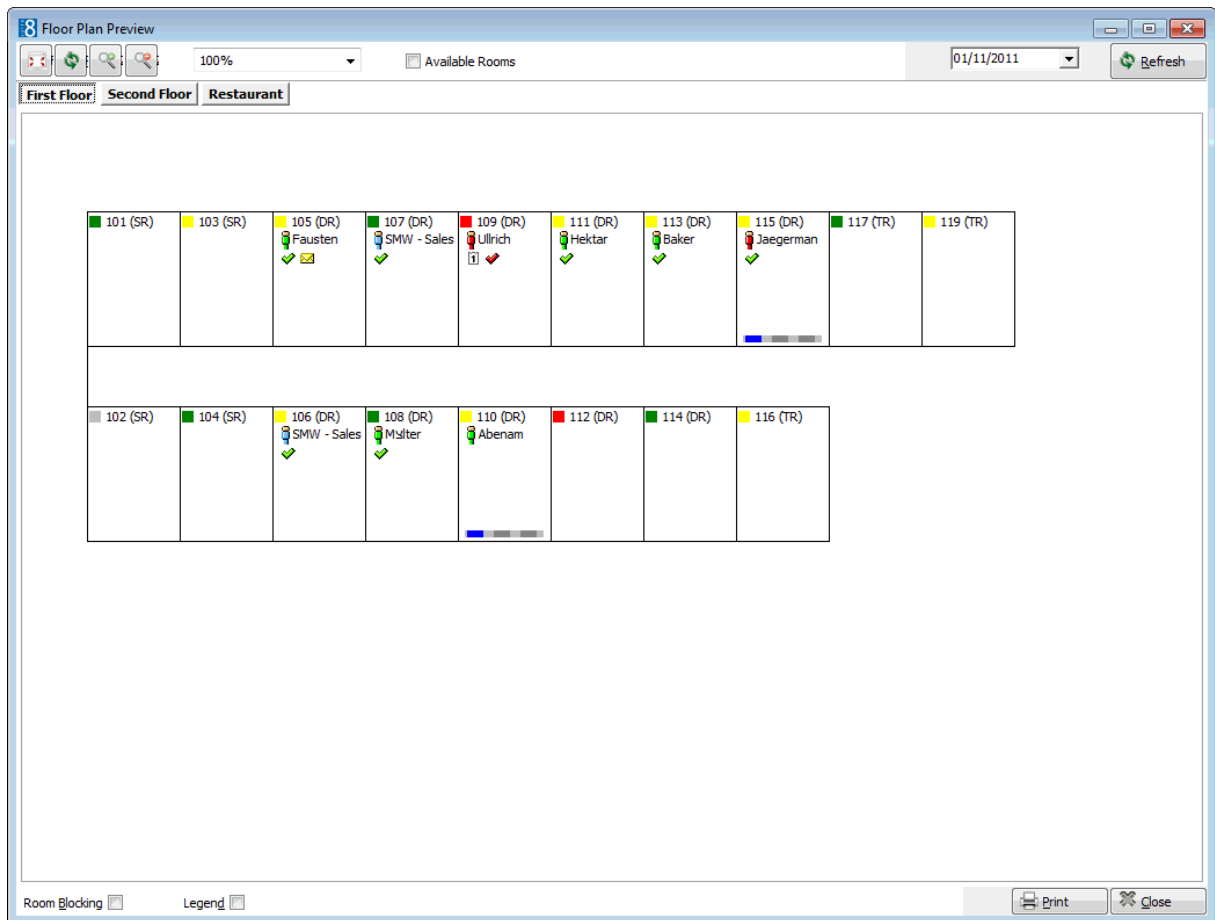 8 Floor Plan Preview
100% Available Rooms 01/11/2011 Refresh
First Floor Second Floor Restaurant
101 (SR) 103 (SR) 105 (DR) 107 (DR) 109 (DR) 111 (DR) 113 (DR) 115 (DR) 117 (TR) 119 (TR)
Fausten SMW - Sales Ullrich Hektar Baker Jaegerman
1
102 (SR) 104 (SR) 106 (DR) 108 (DR) 110 (DR) 112 (DR) 114 (DR) 116 (TR)
SMW - Sales Abenam
Room Blocking Legend Print Close